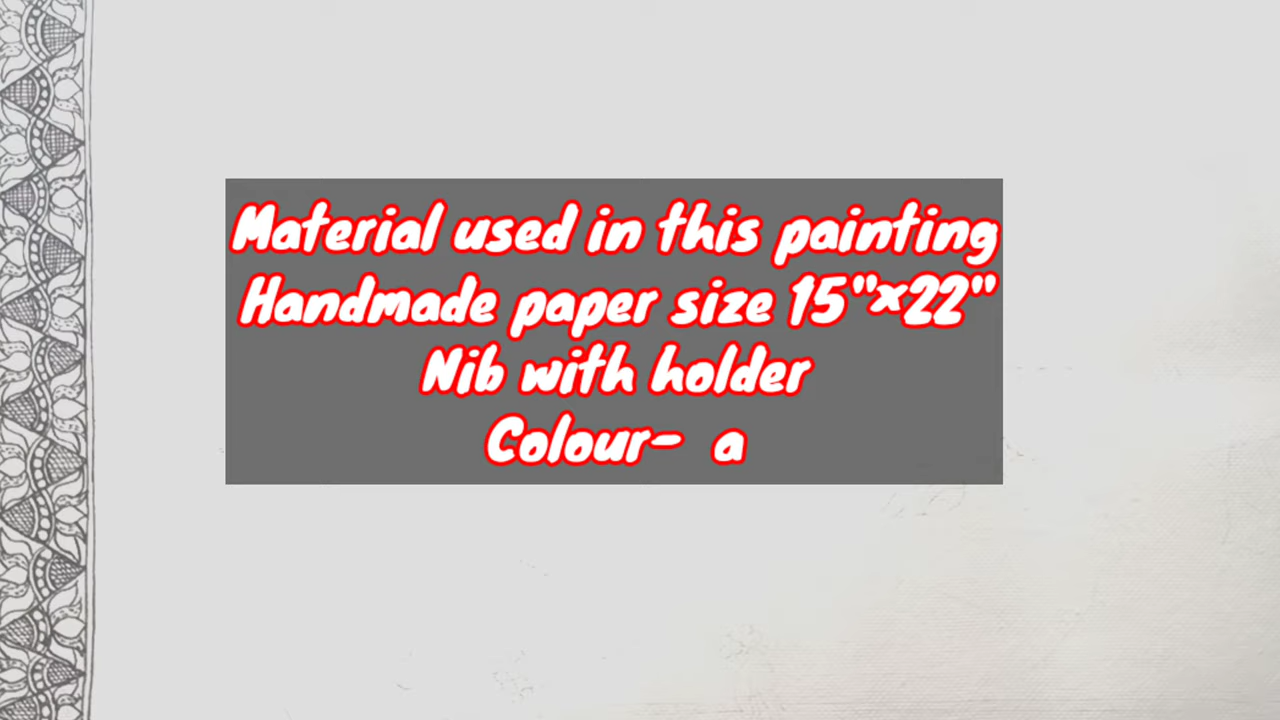 Material used in this painting
Handmade paper size 15"×22"
Nib with holder
Colour- a